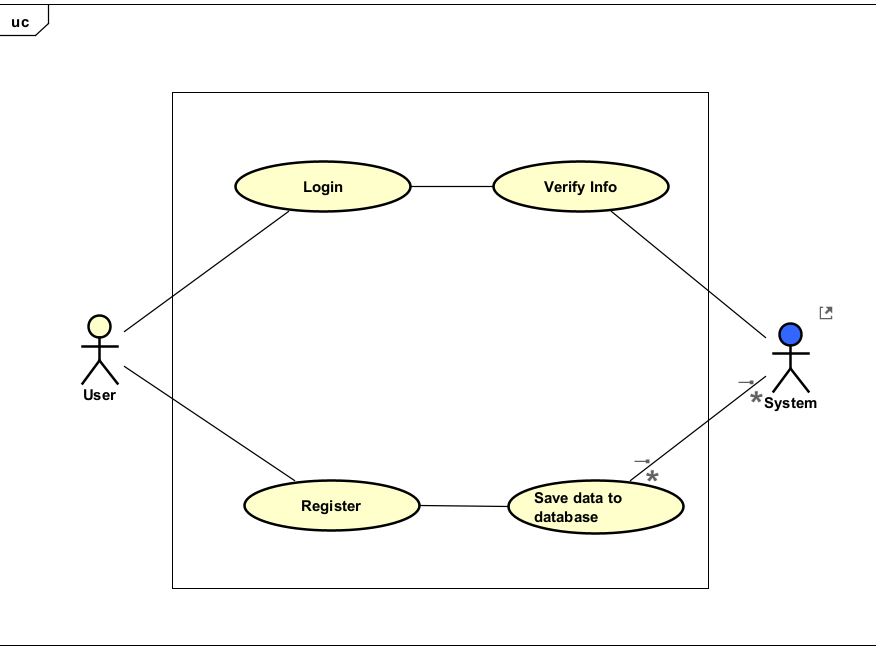 uc
Login
Verify Info
User
System
*
*
Register
Save data to
database